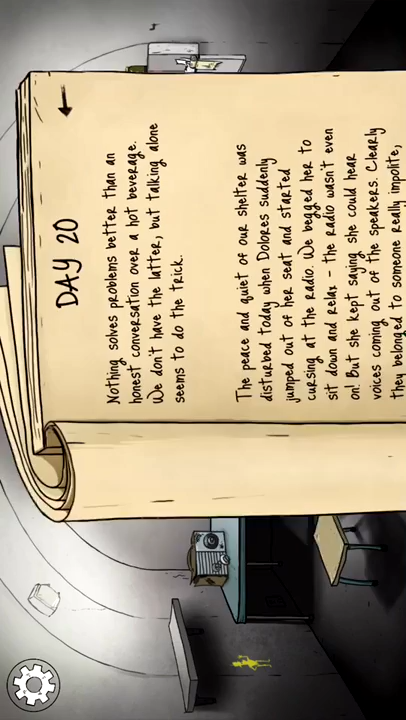 DAY 20
Nothing solves problems better than an
honest conversation over a hot beverage.
We don't have the latter, but talking alone
seems to do the trick.
The peace and quiet of our shelter was
disturbed today when Dolores suddenly
jumped out of her seat and started
cursing at the radio. We begged her to
sit down and relax - the radio wasn't even
on! But she kept saying she could hear
voices coming out of the speakers. Clearly
they belonged to someone really impolite,